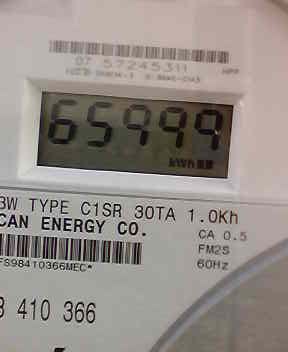 07 57245311
65999
kWh
3W TYPE C1SR 30TA 1.0Kh
CAN ENERGY CO.
CA 0.5
FM2S
FS98410366MEC*
60Hz
3 410 366